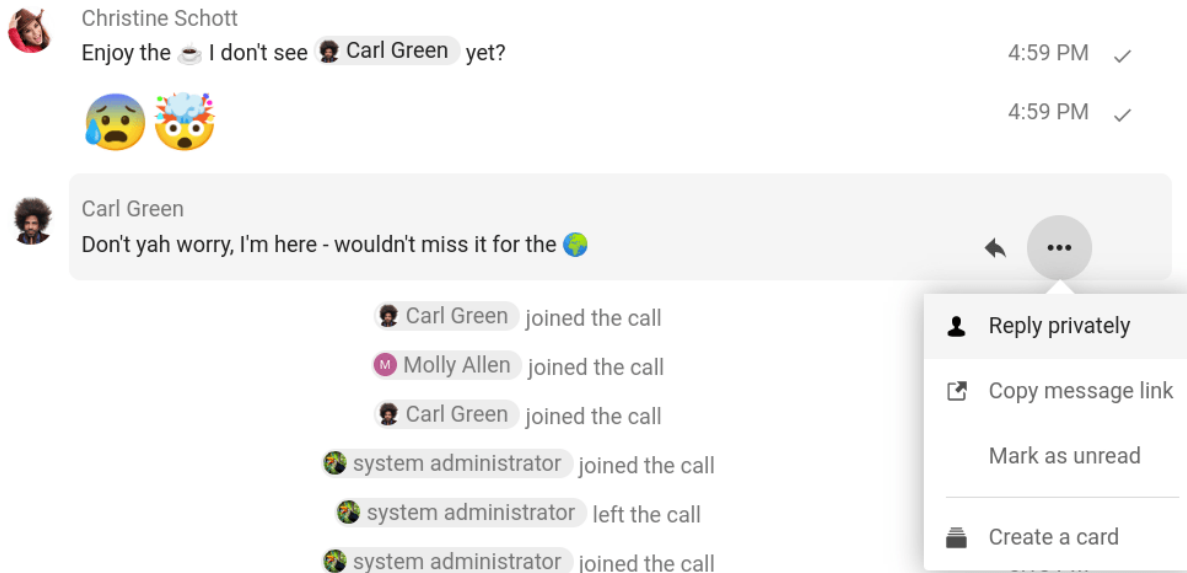 Christine Schott
Enjoy the ☕ I don't see Carl Green yet? 4:59 PM
😰🤯 4:59 PM
Carl Green
Don't yah worry, I'm here - wouldn't miss it for the 🌍
Carl Green joined the call
M Molly Allen joined the call
Carl Green joined the call
system administrator joined the call
system administrator left the call
system administrator joined the call
Reply privately
Copy message link
Mark as unread
Create a card